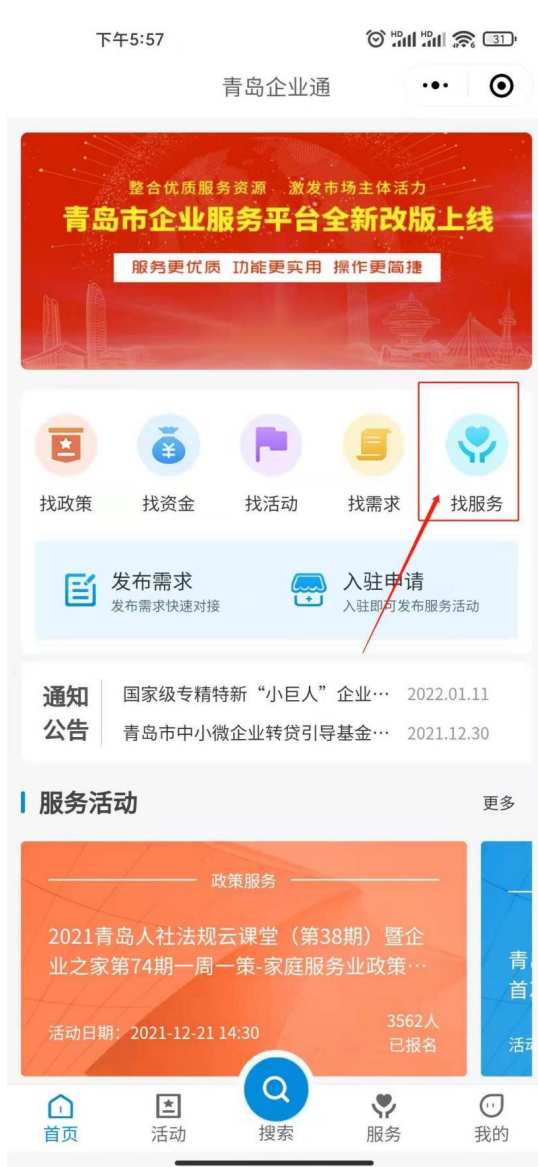 下午5:57
HD HD 6 31
青岛企业通
整合优质服务资源 激发市场主体活力
青岛市企业服务平台全新改版上线
服务更优质 功能更实用 操作更简捷
找政策 找资金 找活动 找需求 找服务
发布需求
发布需求快速对接
入驻申请
入驻即可发布服务活动
通知
公告
国家级专精特新“小巨人”企业… 2022.01.11
青岛市中小微企业转贷引导基金… 2021.12.30
服务活动 更多
政策服务
2021青岛人社法规云课堂（第38期）暨企
业之家第74期一周一策-家庭服务业政策…
活动日期：2021-12-21 14:30
3562人
已报名
青
首
活
首页 活动 搜索 服务 我的